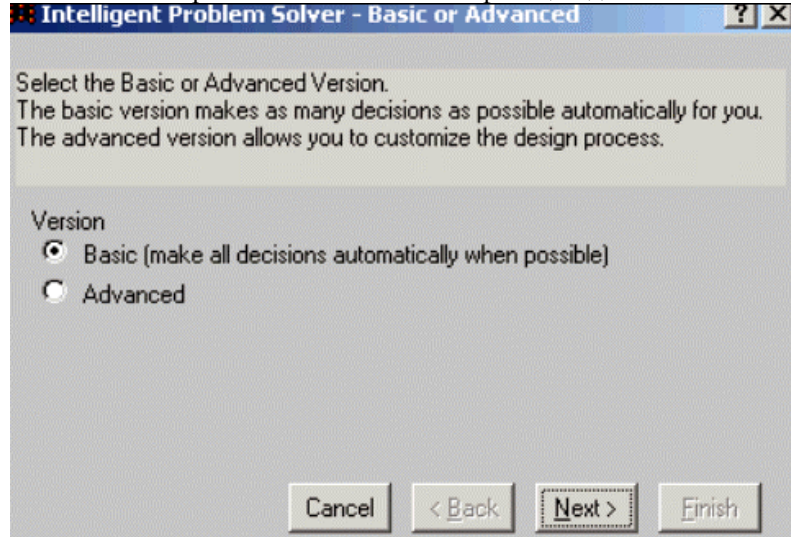 Intelligent Problem Solver - Basic or Advanced
Select the Basic or Advanced Version.
The basic version makes as many decisions as possible automatically for you.
The advanced version allows you to customize the design process.
Version
Basic (make all decisions automatically when possible)
Advanced
Cancel < Back Next > Finish